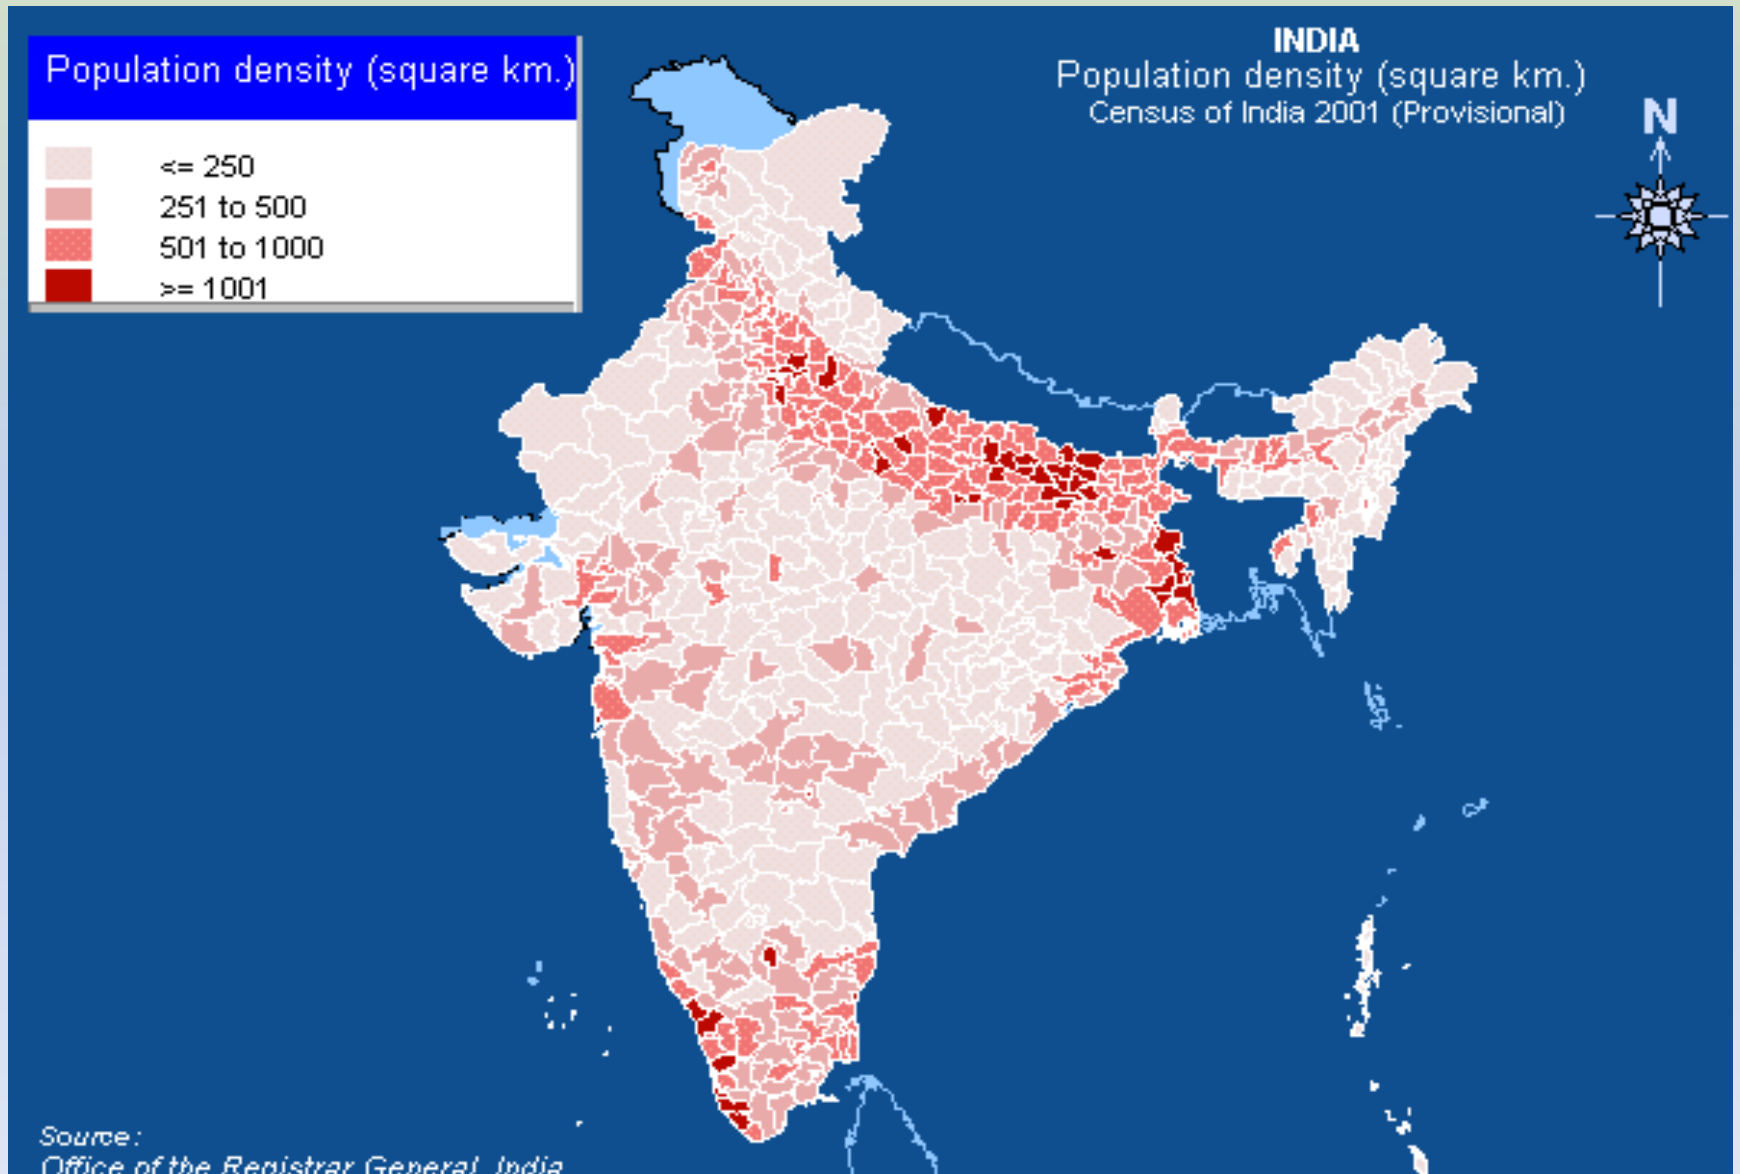 Population density (square km.)
<= 250
251 to 500
501 to 1000
>= 1001
INDIA
Population density (square km.)
Census of India 2001 (Provisional)
N
Source:
Office of the Registrar General, India